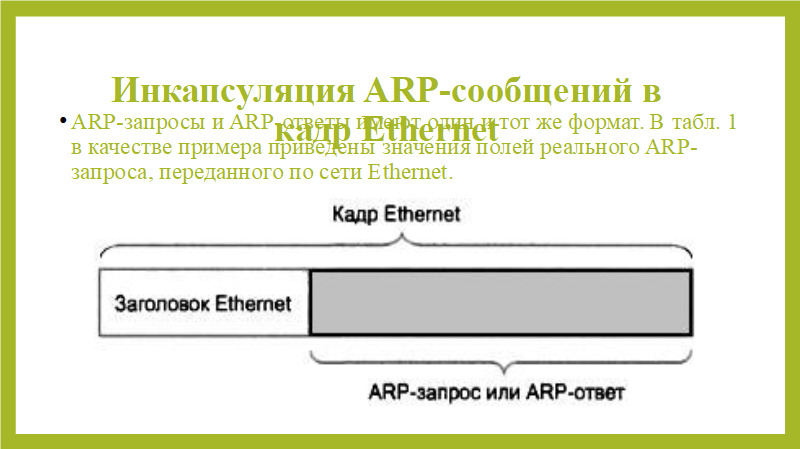 Инкапсуляция ARP-сообщений в
кадр Ethernet
• ARP-запросы и ARP-ответы имеют один и тот же формат. В табл. 1
в качестве примера приведены значения полей реального ARP-
запроса, переданного по сети Ethernet.
Кадр Ethernet
Заголовок Ethernet
ARP-запрос или ARP-ответ